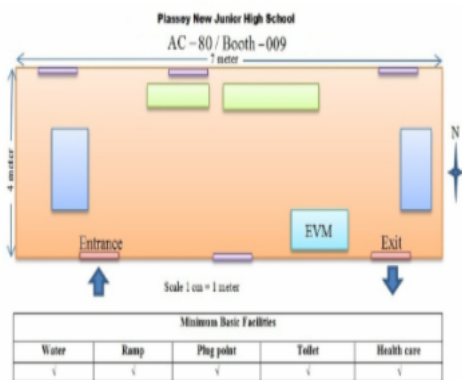 Plassey New Junior High School
AC -80 / Booth -009
7 meter
4 meter
N
EVM
Entrance
Exit
Scale 1 cm = 1 meter
Minimum Basic Facilities
Water Ramp Plug point Toilet Health care
√ √ √ √ √